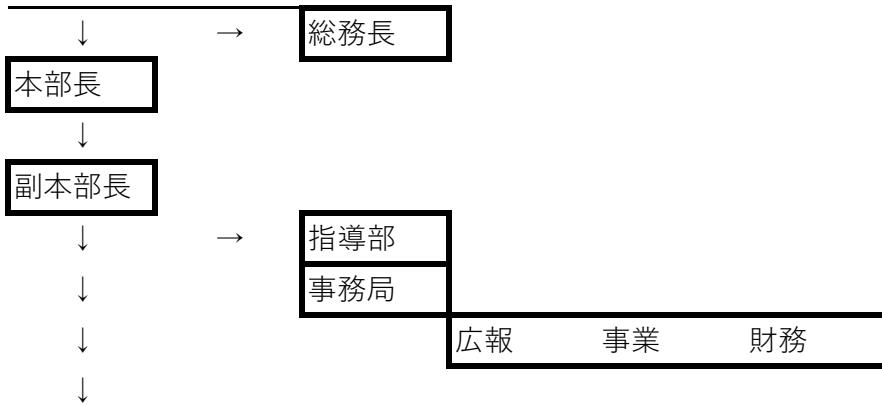 ↓ → 総務長
本部長
↓
副本部長
↓ → 指導部
↓ 事務局
↓ 広報 事業 財務
↓